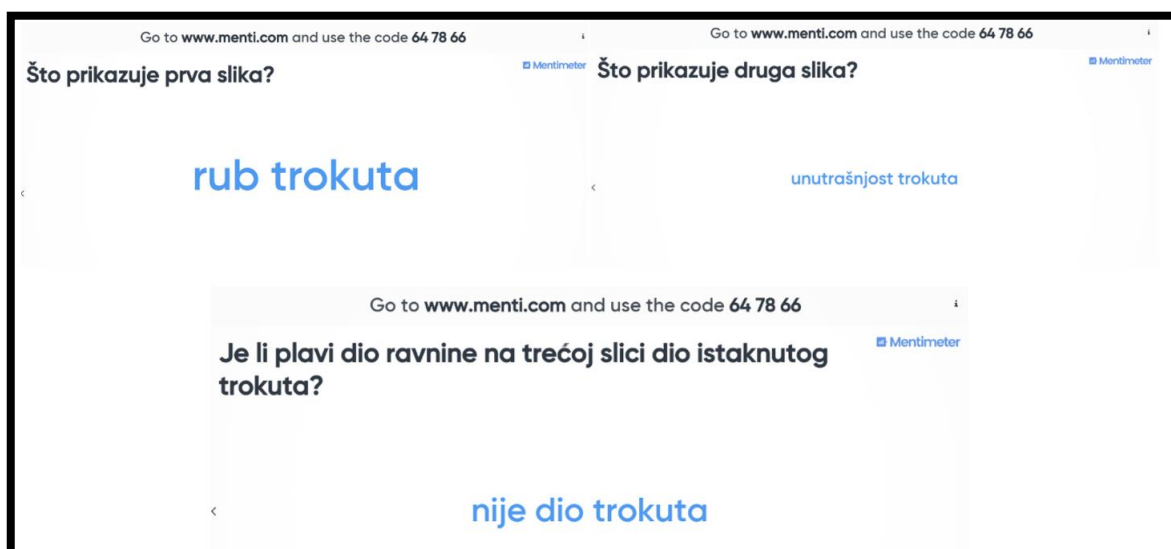 Go to www.menti.com and use the code 64 78 66
Mentimeter
Što prikazuje prva slika?
rub trokuta
Go to www.menti.com and use the code 64 78 66
Mentimeter
Što prikazuje druga slika?
unutrašnjost trokuta
Go to www.menti.com and use the code 64 78 66
Mentimeter
Je li plavi dio ravnine na trećoj slici dio istaknutog
trokuta?
nije dio trokuta